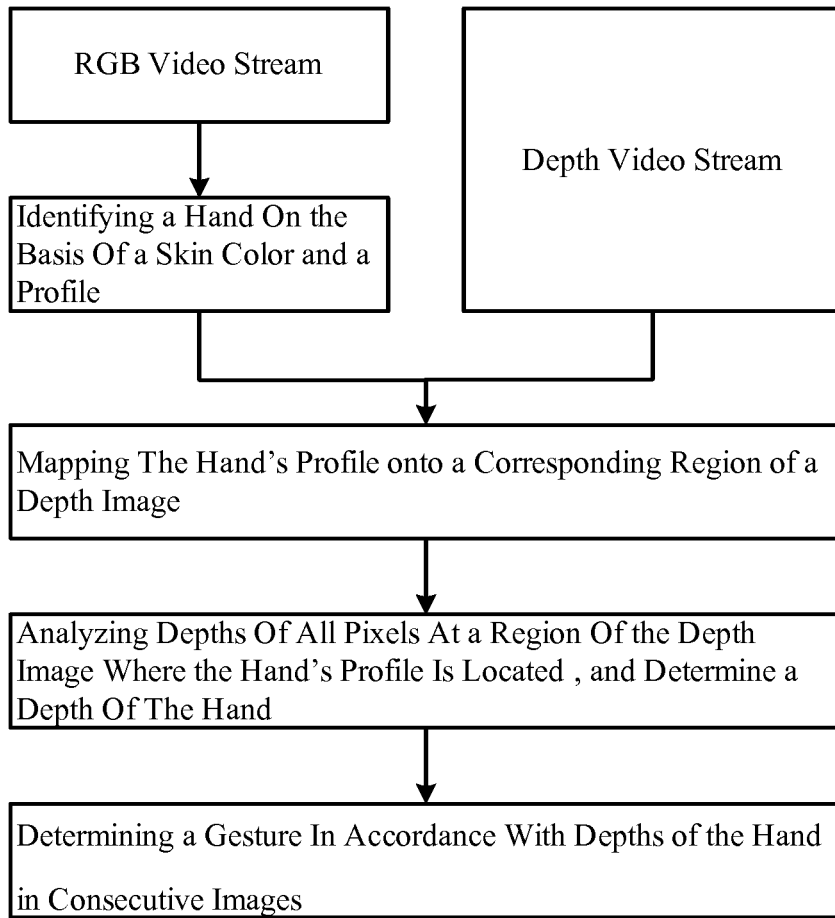 RGB Video Stream
Depth Video Stream
Identifying a Hand On the
Basis Of a Skin Color and a
Profile
Mapping The Hand’s Profile onto a Corresponding Region of a
Depth Image
Analyzing Depths Of All Pixels At a Region Of the Depth
Image Where the Hand’s Profile Is Located , and Determine a
Depth Of The Hand
Determining a Gesture In Accordance With Depths of the Hand
in Consecutive Images